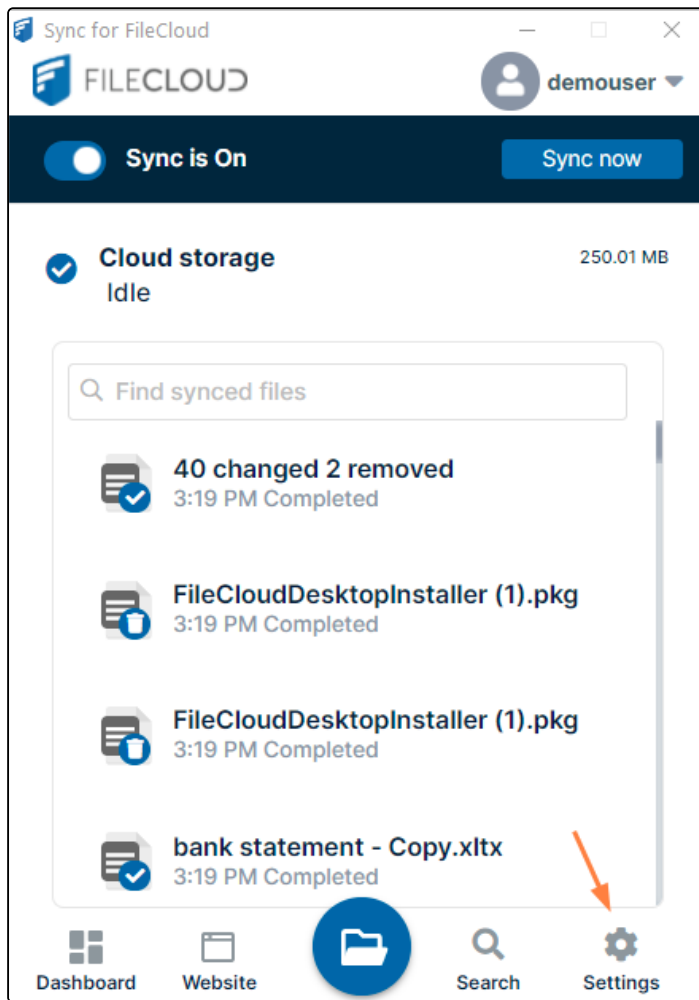 Sync for FileCloud
FILECLOUD
demouser
Sync is On
Sync now
Cloud storage
250.01 MB
Idle
Find synced files
40 changed 2 removed
3:19 PM Completed
FileCloudDesktopInstaller (1).pkg
3:19 PM Completed
FileCloudDesktopInstaller (1).pkg
3:19 PM Completed
bank statement - Copy.xltx
3:19 PM Completed
Dashboard
Website
Search
Settings